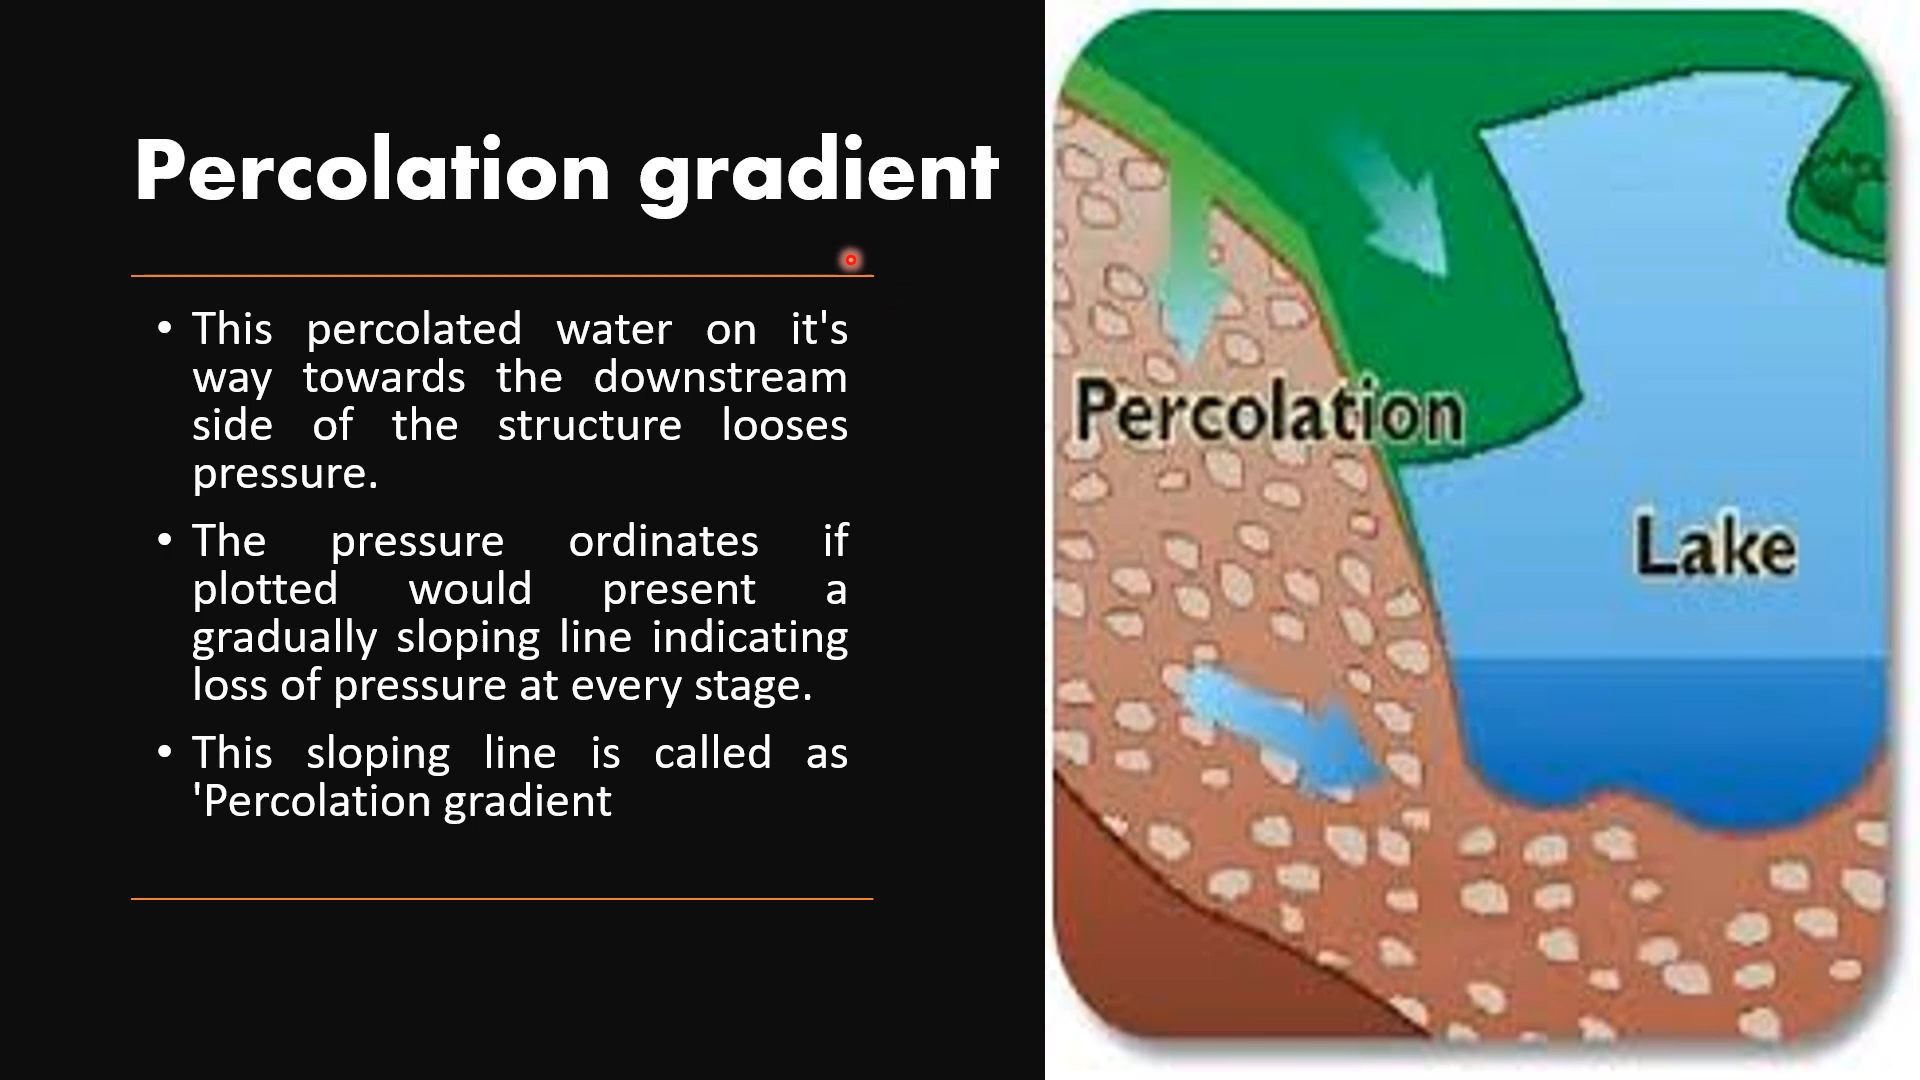 Percolation gradient
• This percolated water on it's
way towards the downstream
side of the structure looses
pressure.
• The pressure ordinates if
plotted would present a
gradually sloping line indicating
loss of pressure at every stage.
• This sloping line is called as
'Percolation gradient
Percolation
Lake